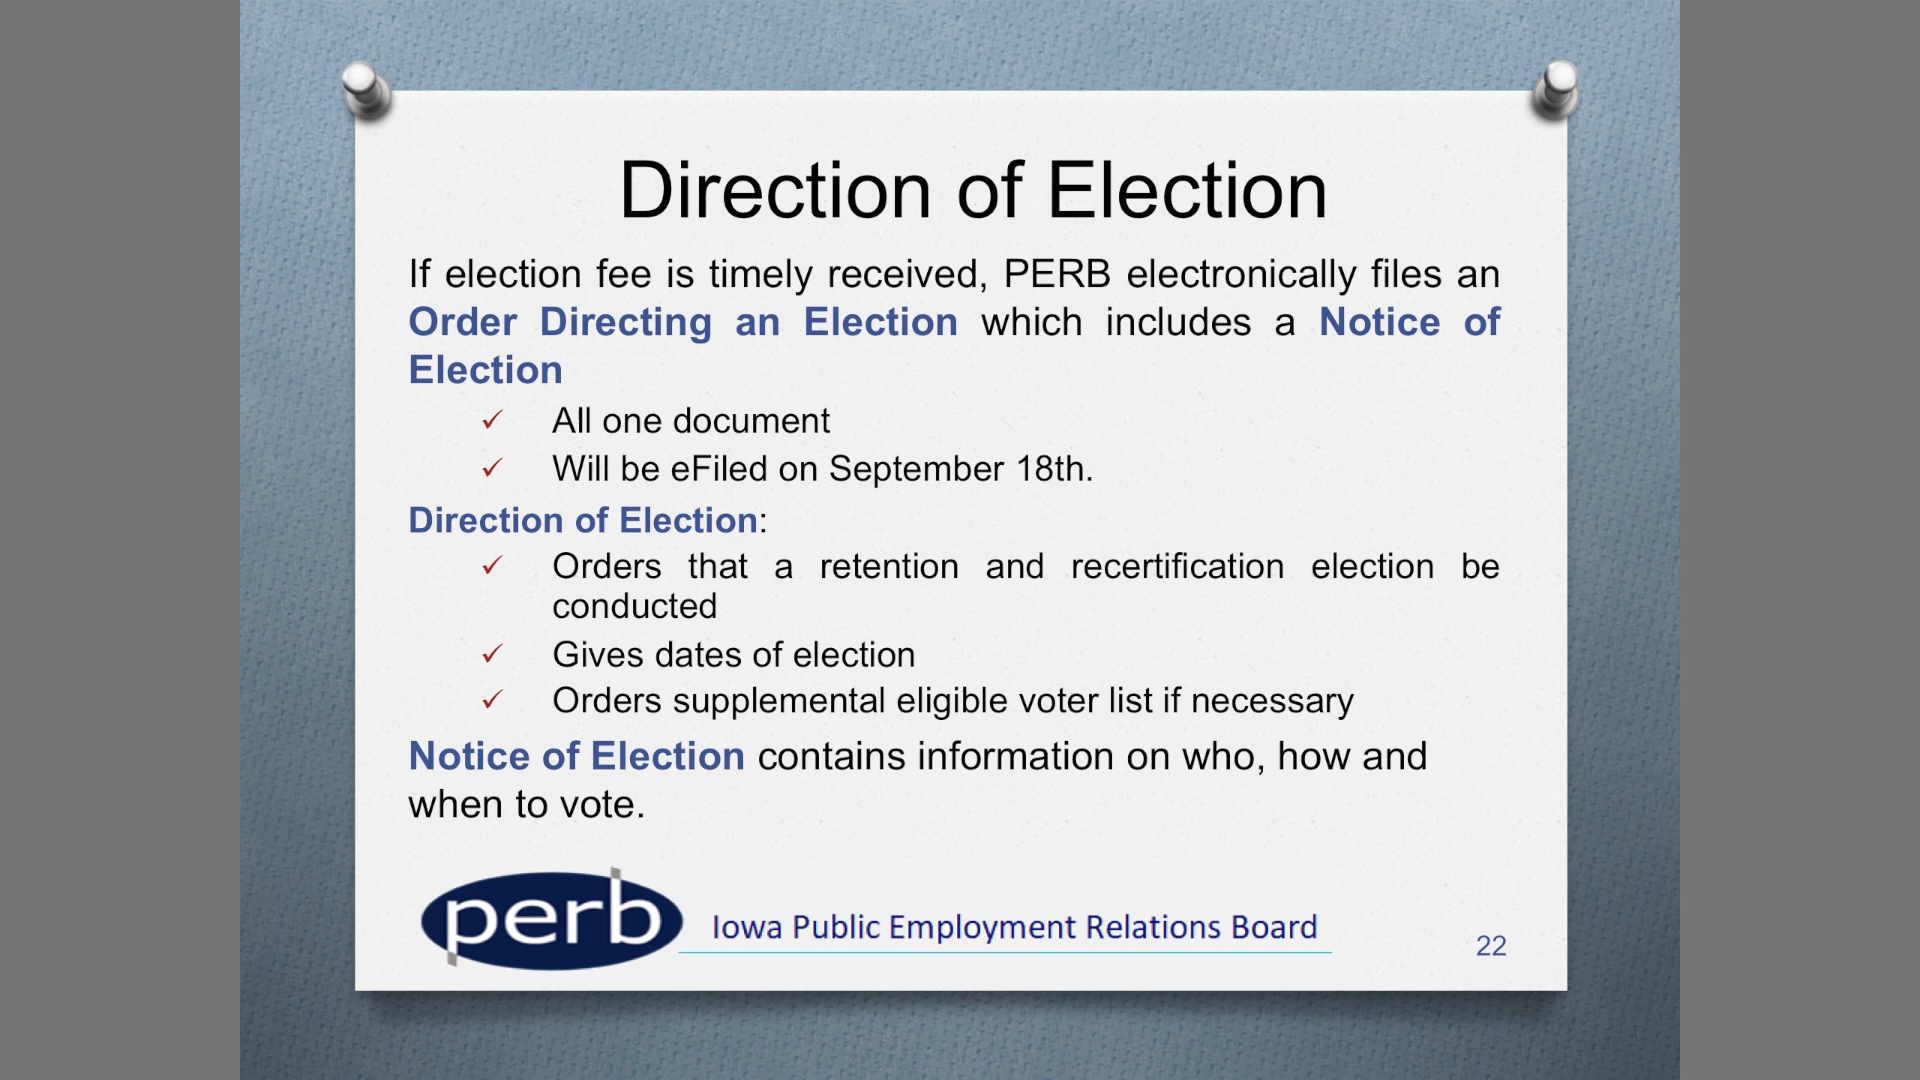 Direction of Election
If election fee is timely received, PERB electronically files an
Order Directing an Election which includes a Notice of
Election
✓ All one document
✓ Will be eFiled on September 18th.
Direction of Election:
✓ Orders that a retention and recertification election be
conducted
✓ Gives dates of election
✓ Orders supplemental eligible voter list if necessary
Notice of Election contains information on who, how and
when to vote.
perb
Iowa Public Employment Relations Board
22